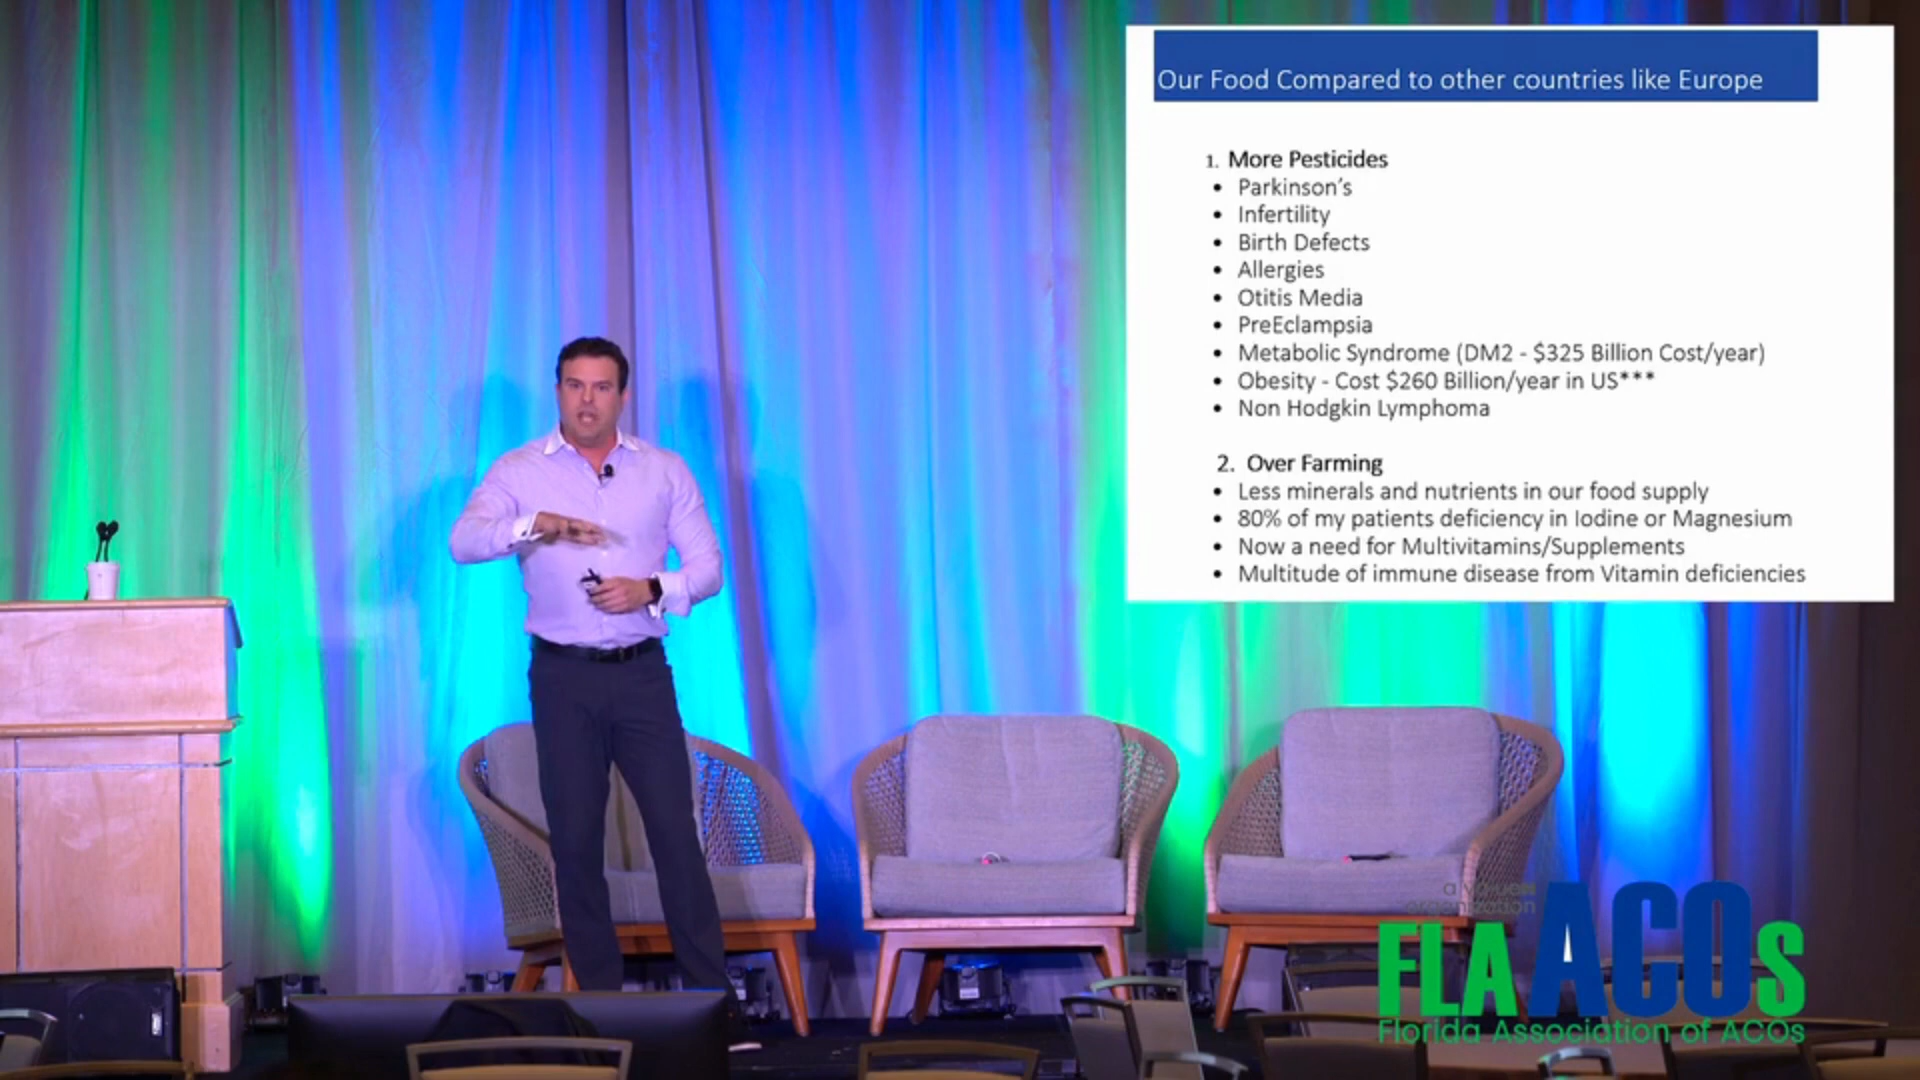 Our Food Compared to other countries like Europe
1. More Pesticides
• Parkinson's
• Infertility
• Birth Defects
• Allergies
• Otitis Media
• PreEclampsia
• Metabolic Syndrome (DM2 - $325 Billion Cost/year)
• Obesity - Cost $260 Billion/year in US***
• Non Hodgkin Lymphoma
2. Over Farming
• Less minerals and nutrients in our food supply
• 80% of my patients deficiency in Iodine or Magnesium
• Now a need for Multivitamins/Supplements
• Multitude of immune disease from Vitamin deficiencies
organization
FLAACOs
Florida Association of ACOs